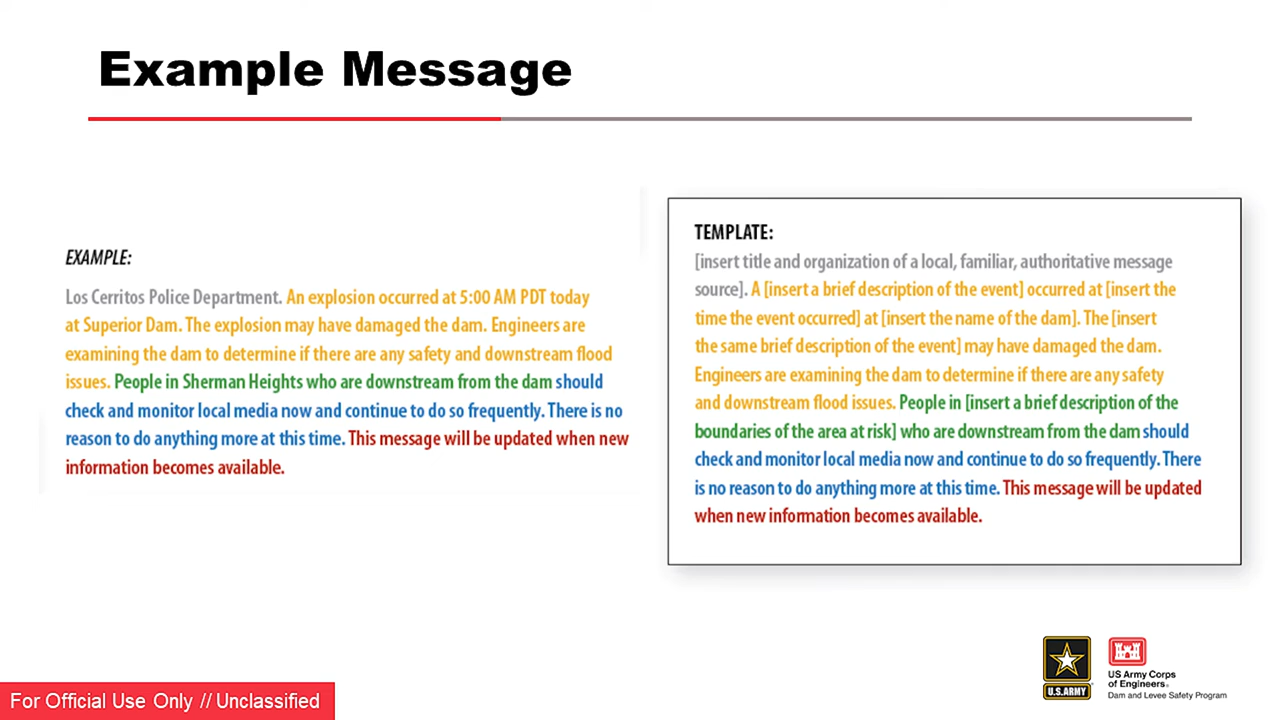 Example Message
EXAMPLE:
Los Cerritos Police Department. An explosion occurred at 5:00 AM PDT today
at Superior Dam. The explosion may have damaged the dam. Engineers are
examining the dam to determine if there are any safety and downstream flood
issues. People in Sherman Heights who are downstream from the dam should
check and monitor local media now and continue to do so frequently. There is no
reason to do anything more at this time. This message will be updated when new
information becomes available.
TEMPLATE:
[insert title and organization of a local, familiar, authoritative message
source]. A [insert a brief description of the event] occurred at [insert the
time the event occurred] at [insert the name of the dam]. The [insert
the same brief description of the event] may have damaged the dam.
Engineers are examining the dam to determine if there are any safety
and downstream flood issues. People in [insert a brief description of the
boundaries of the area at risk] who are downstream from the dam should
check and monitor local media now and continue to do so frequently. There
is no reason to do anything more at this time. This message will be updated
when new information becomes available.
U.S.ARMY
US Army Corps
of Engineers®
Dam and Levee Safety Program
For Official Use Only // Unclassified